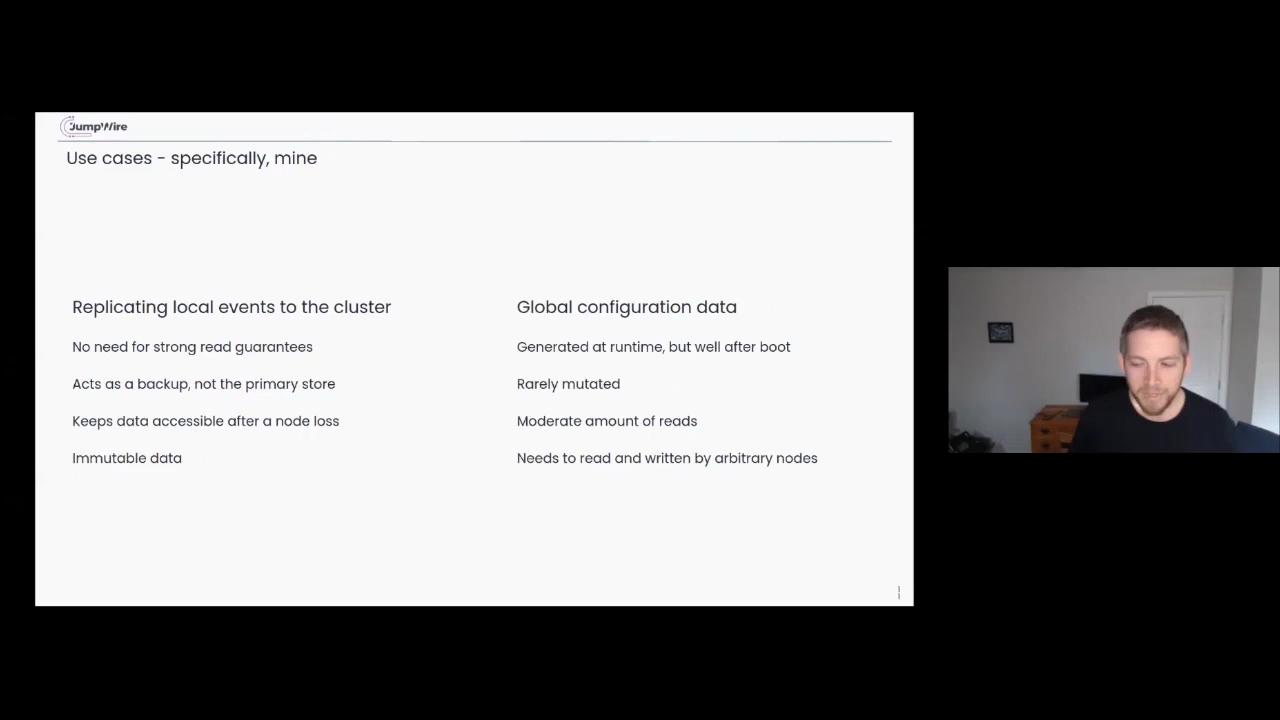 JumpWire
Use cases - specifically, mine
Replicating local events to the cluster
No need for strong read guarantees
Acts as a backup, not the primary store
Keeps data accessible after a node loss
Immutable data
Global configuration data
Generated at runtime, but well after boot
Rarely mutated
Moderate amount of reads
Needs to read and written by arbitrary nodes